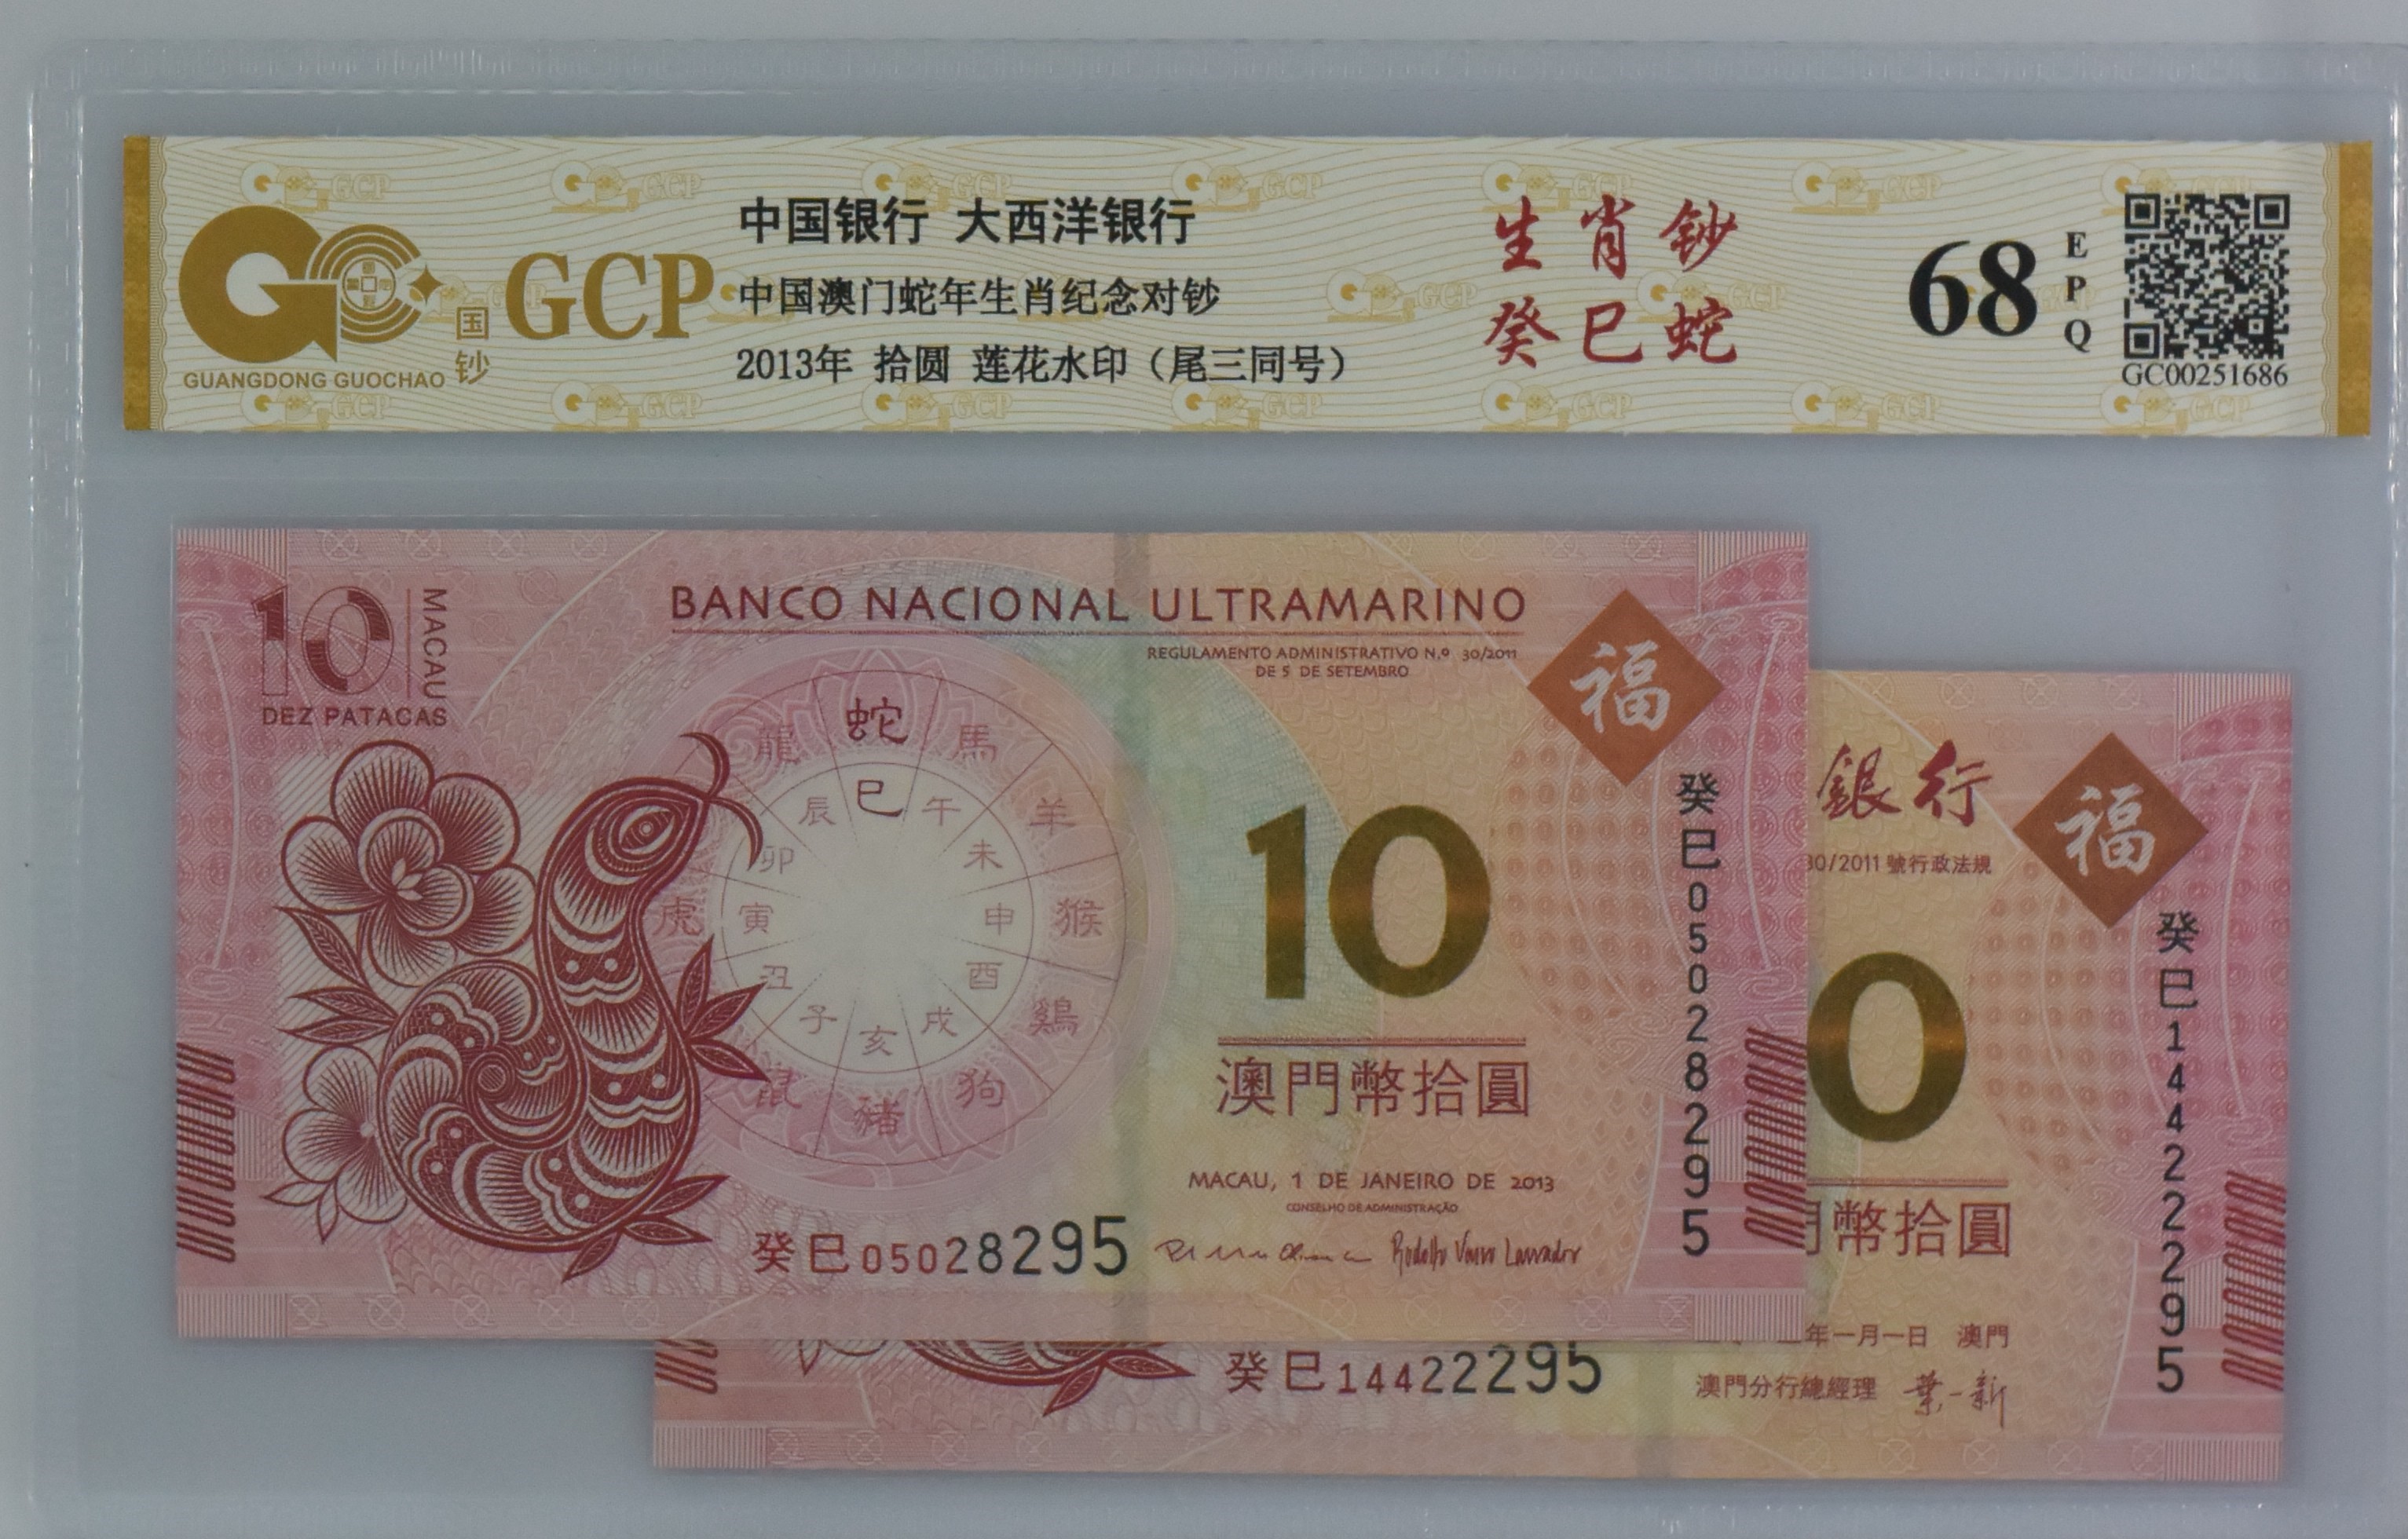 中国银行 大西洋银行
中国澳门蛇年生肖纪念对钞
2013年 拾圆 莲花水印（尾三同号）
GCP
国钞
GUANGDONG GUOCHAO
生肖钞
癸巳蛇
68
EPQ
GC00251686
10
MACAU
DEZ PATACAS
BANCO NACIONAL ULTRAMARINO
REGULAMENTO ADMINISTRATIVO N.º 30/2011
DE 5 DE SETEMBRO
福
蛇 馬 羊 猴 鷄 狗 豬 鼠 虎 龍
巳 午 未 申 酉 戌 亥 子 丑 寅 卯 辰
10
澳門幣拾圓
MACAU, 1 DE JANEIRO DE 2013
CONSELHO DE ADMINISTRAÇÃO
Rodolfo Vasco Lavrador
癸巳05028295
癸巳05028295
銀行
30/2011 號行政法規
福
0
門幣拾圓
年一月一日 澳門
澳門分行總經理 葉一新
癸巳14422295
癸巳14422295